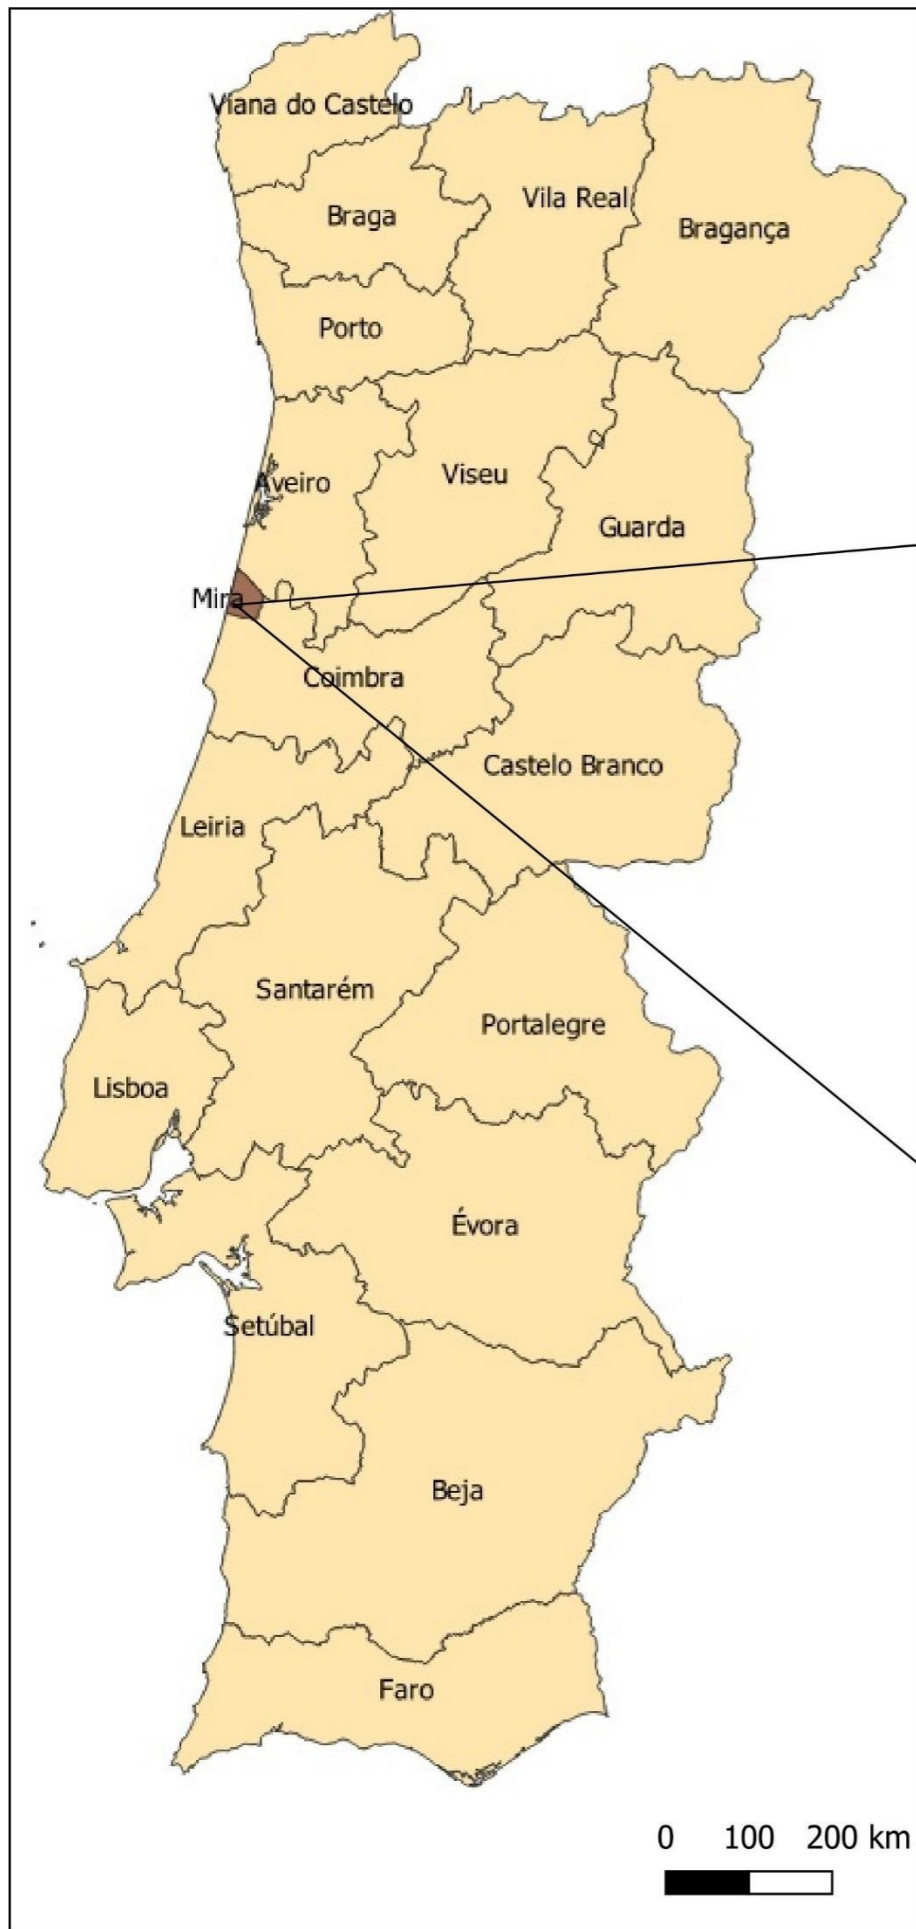 Viana do Castelo
Vila Real
Braga
Bragança
Porto
Viseu
Aveiro
Guarda
Mira
Coimbra
Castelo Branco
Leiria
Santarém
Portalegre
Lisboa
Évora
Setúbal
Beja
Faro
0 100 200 km